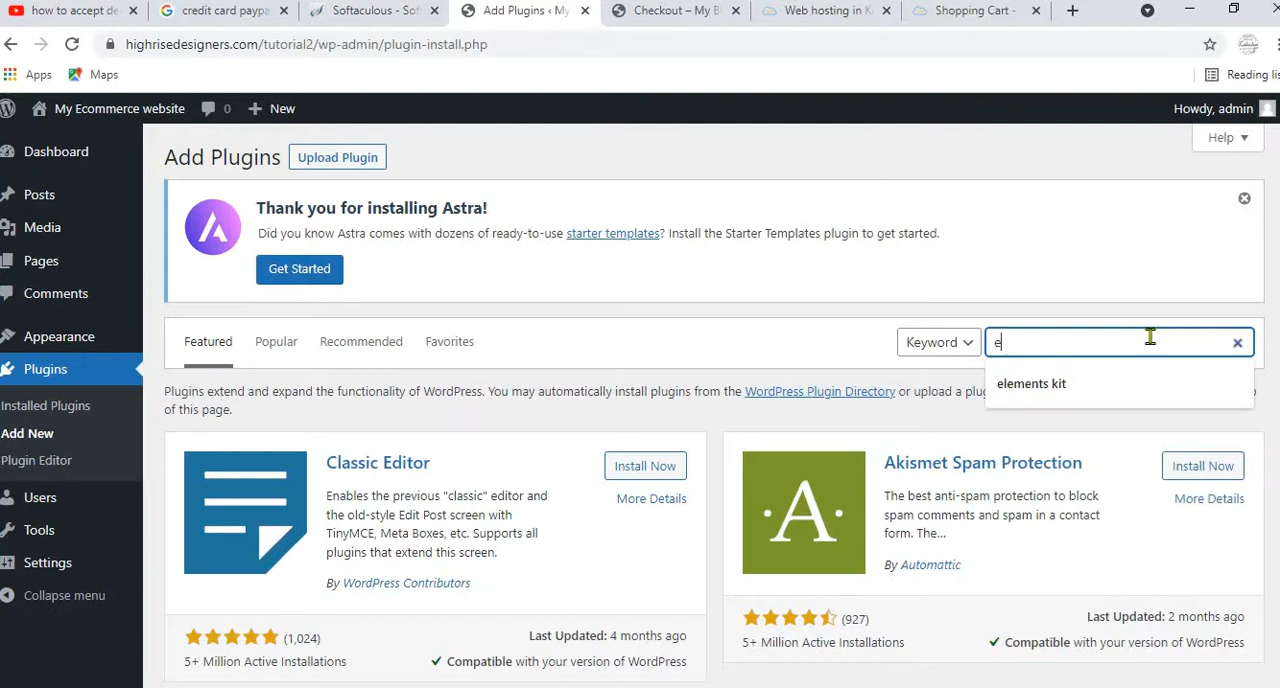 how to accept de
credit card paypa
Softaculous - Sof
Add Plugins ‹ My
Checkout – My B
Web hosting in K
Shopping Cart -
highrisedesigners.com/tutorial2/wp-admin/plugin-install.php
Apps
Maps
Reading lis
My Ecommerce website
0
New
Howdy, admin
Dashboard
Posts
Media
Pages
Comments
Appearance
Plugins
Installed Plugins
Add New
Plugin Editor
Users
Tools
Settings
Collapse menu
Help
Add Plugins
Upload Plugin
Thank you for installing Astra!
Did you know Astra comes with dozens of ready-to-use starter templates? Install the Starter Templates plugin to get started.
Get Started
Featured
Popular
Recommended
Favorites
Keyword
e
elements kit
Plugins extend and expand the functionality of WordPress. You may automatically install plugins from the WordPress Plugin Directory or upload a plug
of this page.
Classic Editor
Install Now
More Details
Enables the previous "classic" editor and
the old-style Edit Post screen with
TinyMCE, Meta Boxes, etc. Supports all
plugins that extend this screen.
By WordPress Contributors
(1,024)
5+ Million Active Installations
Last Updated: 4 months ago
Compatible with your version of WordPress
A
Akismet Spam Protection
Install Now
More Details
The best anti-spam protection to block
spam comments and spam in a contact
form. The...
By Automattic
(927)
5+ Million Active Installations
Last Updated: 2 months ago
Compatible with your version of WordPress